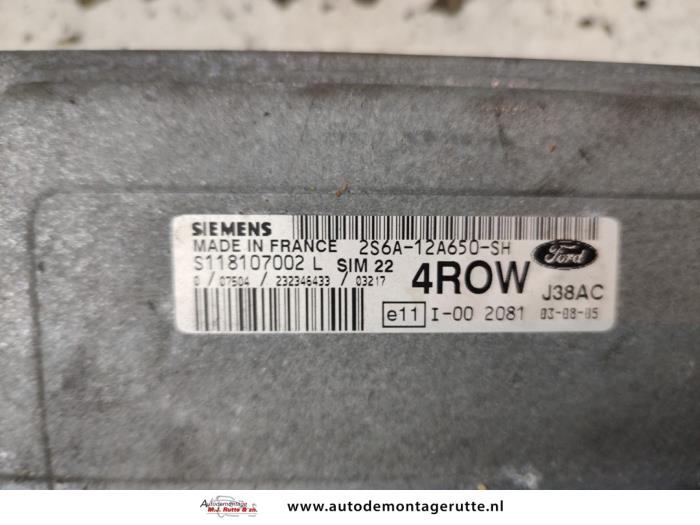 SIEMENS
MADE IN FRANCE 2S6A-12A650-SH
S118107002 L SIM 22
0 / 07504 / 232346433 / 03217
4ROW
Ford
J38AC
e11 I-00 2081 03-08-05
Autodemontage
M.J. Rutte & zn.
www.autodemontagerutte.nl